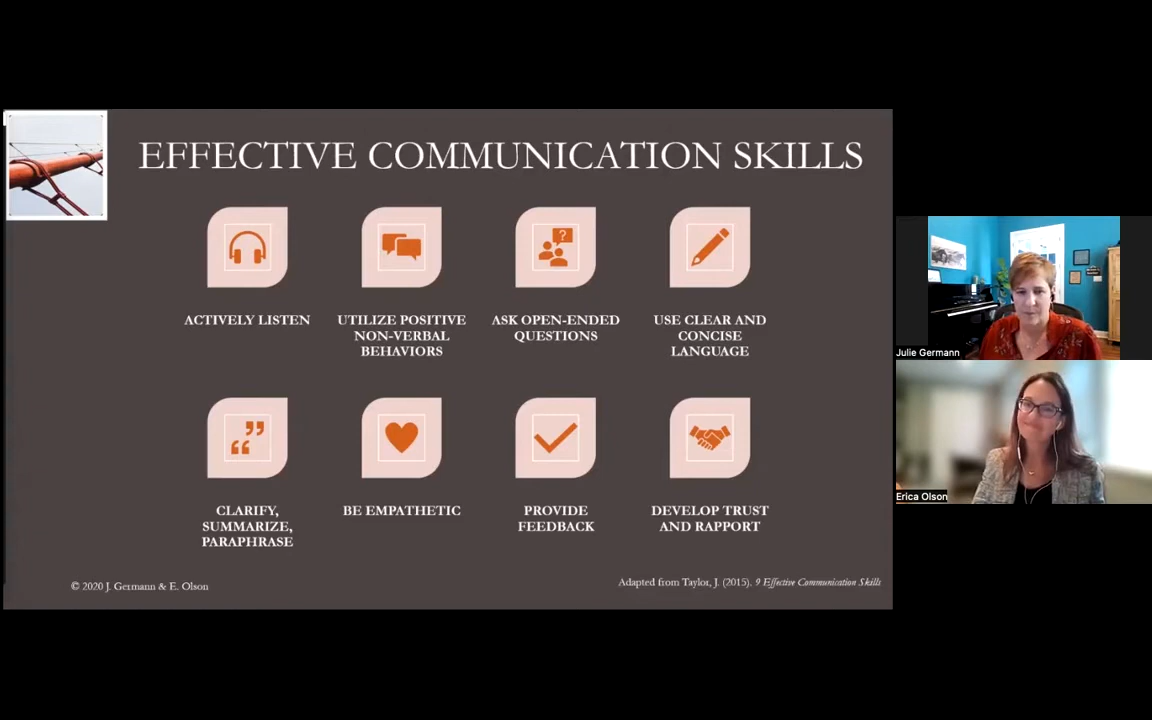 EFFECTIVE COMMUNICATION SKILLS
?
ACTIVELY LISTEN
UTILIZE POSITIVE
NON-VERBAL
BEHAVIORS
ASK OPEN-ENDED
QUESTIONS
USE CLEAR AND
CONCISE
LANGUAGE
CLARIFY,
SUMMARIZE,
PARAPHRASE
BE EMPATHETIC
PROVIDE
FEEDBACK
DEVELOP TRUST
AND RAPPORT
© 2020 J. Germann & E. Olson
Adapted from Taylor, J. (2015). 9 Effective Communication Skills
Julie Germann
Erica Olson